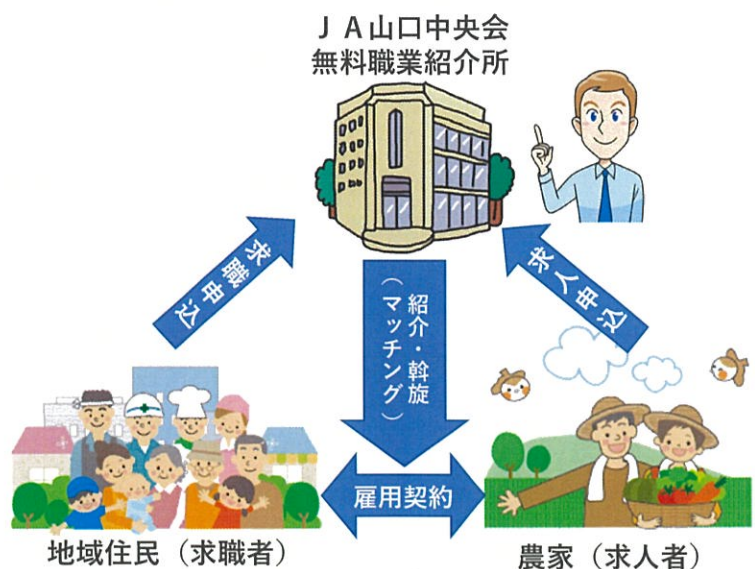 ＪＡ山口中央会
無料職業紹介所
求職申込
求人申込
紹介・斡旋
（マッチング）
雇用契約
地域住民（求職者）
農家（求人者）